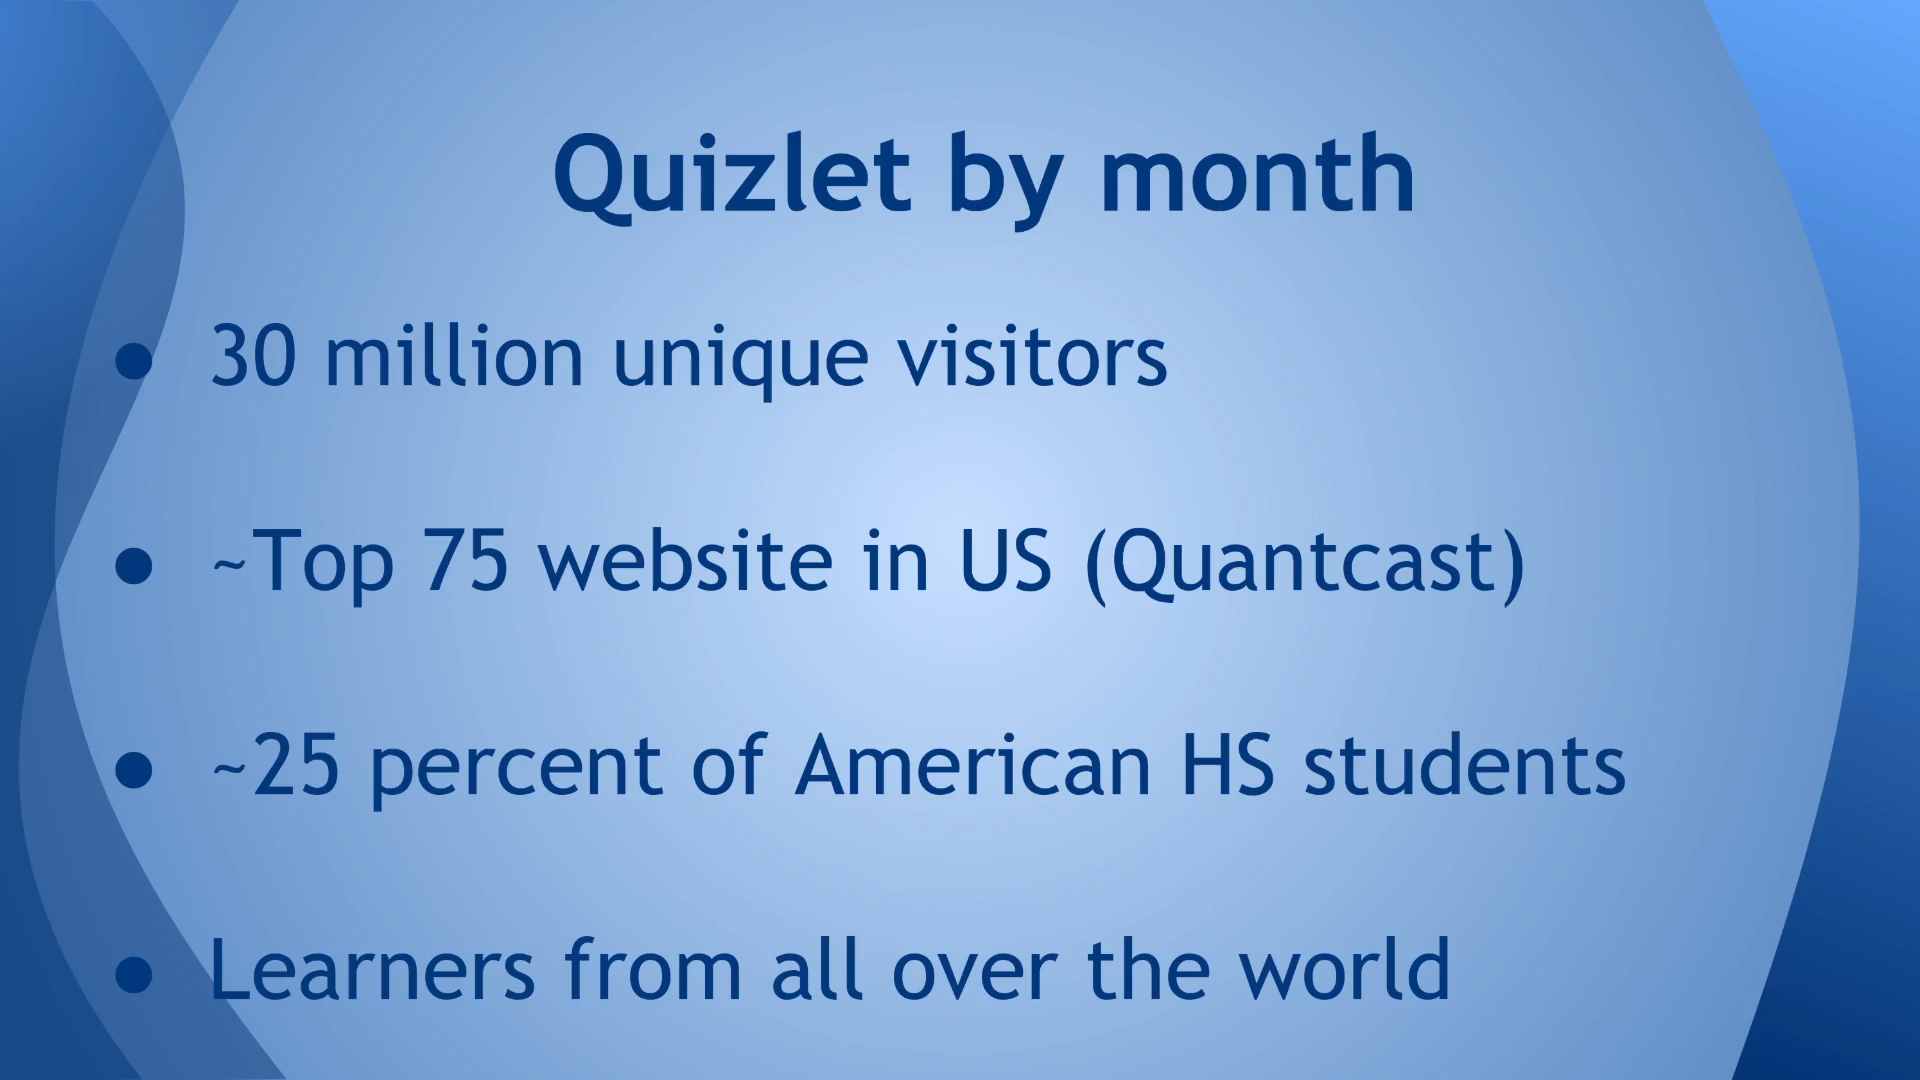 Quizlet by month
● 30 million unique visitors
● ~Top 75 website in US (Quantcast)
● ~25 percent of American HS students
● Learners from all over the world